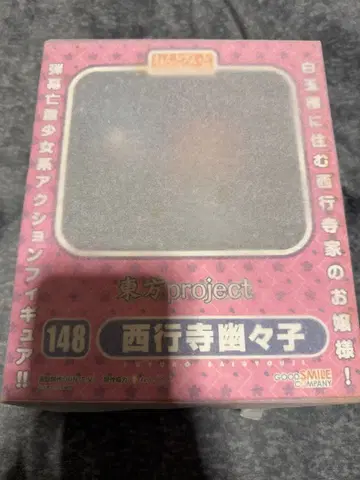 ねんどろいど
白玉楼に住む西行寺家のお嬢様!
弾幕亡霊少女系アクションフィギュア!!
東方project
148
西行寺幽々子
YUYUKO SAIGYOUJI
GOOD SMILE
COMPANY